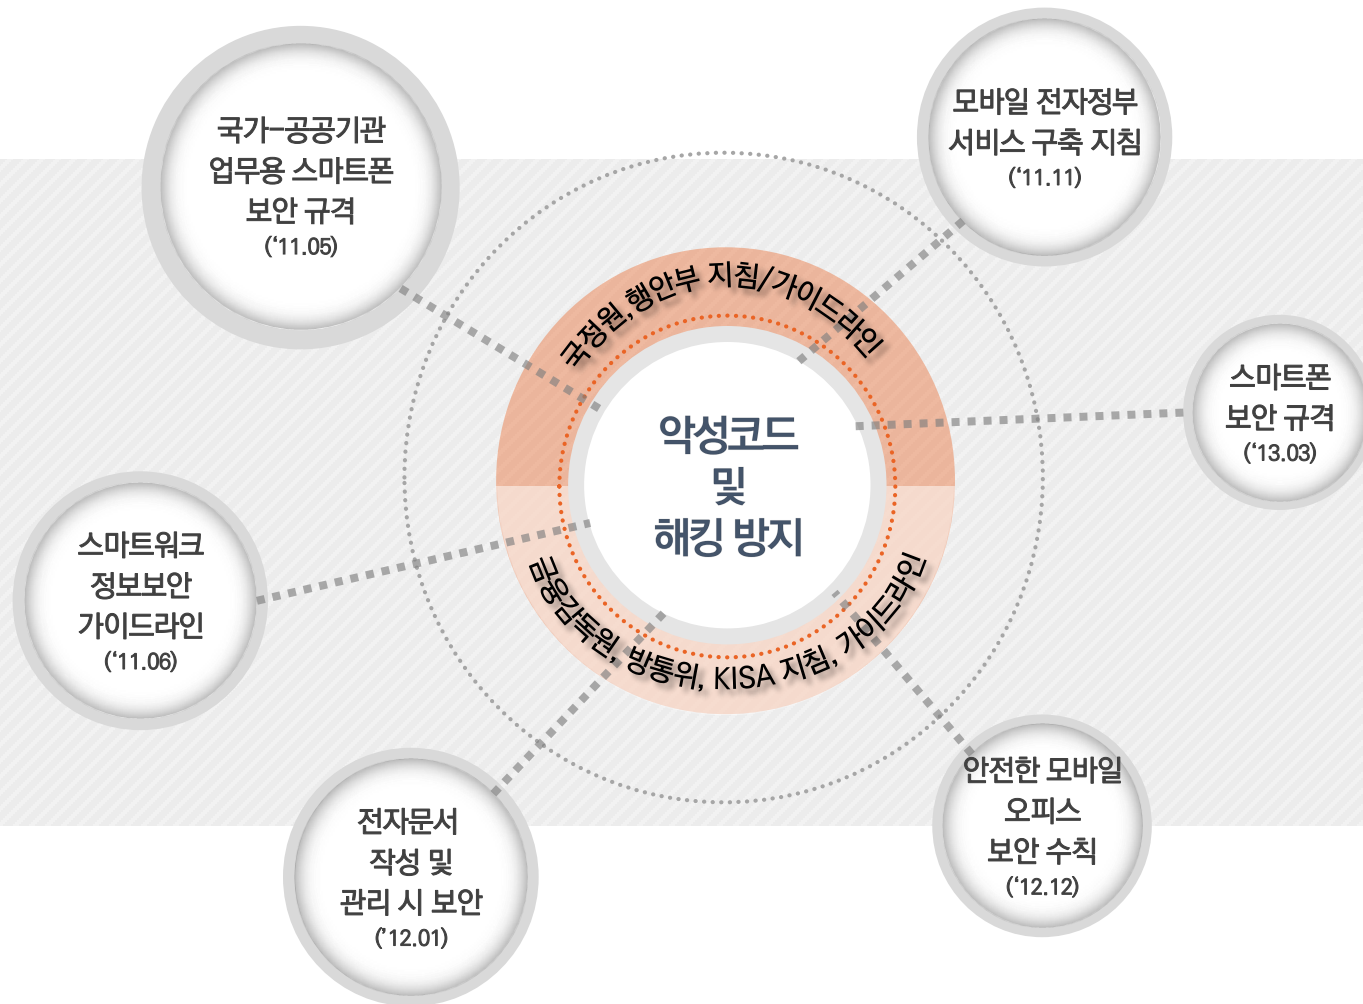 국가-공공기관
업무용 스마트폰
보안 규격
(‘11.05)
모바일 전자정부
서비스 구축 지침
(‘11.11)
국정원,행안부 지침/가이드라인
스마트폰
보안 규격
(‘13.03)
악성코드
및
해킹 방지
스마트워크
정보보안
가이드라인
(‘11.06)
금융감독원, 방통위, KISA 지침, 가이드라인
안전한 모바일
오피스
보안 수칙
(‘12.12)
전자문서
작성 및
관리 시 보안
(’12.01)